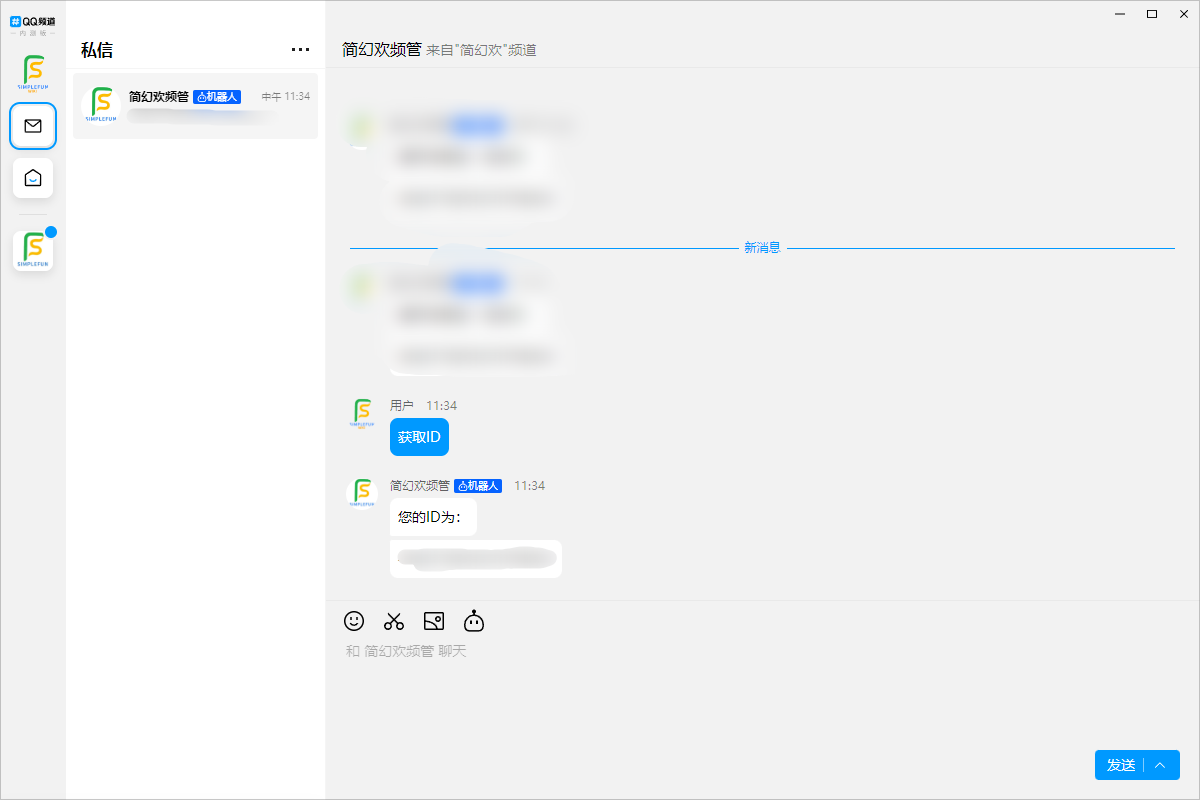 QQ频道
内测版
SIMPLEFUN
私信
简幻欢频管 机器人 中午 11:34
SIMPLEFUN
SIMPLEFUN
简幻欢频管 来自"简幻欢"频道
新消息
用户 11:34
获取ID
简幻欢频管 机器人 11:34
您的ID为：
和 简幻欢频管 聊天
发送